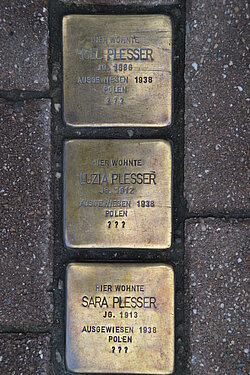 HIER WOHNTE
PLESSER
JG. 1886
AUSGEWIESEN 1938
POLEN
? ? ?
HIER WOHNTE
LUZIA PLESSER
JG. 1912
AUSGEWIESEN 1938
POLEN
? ? ?
HIER WOHNTE
SARA PLESSER
JG. 1913
AUSGEWIESEN 1938
POLEN
? ? ?